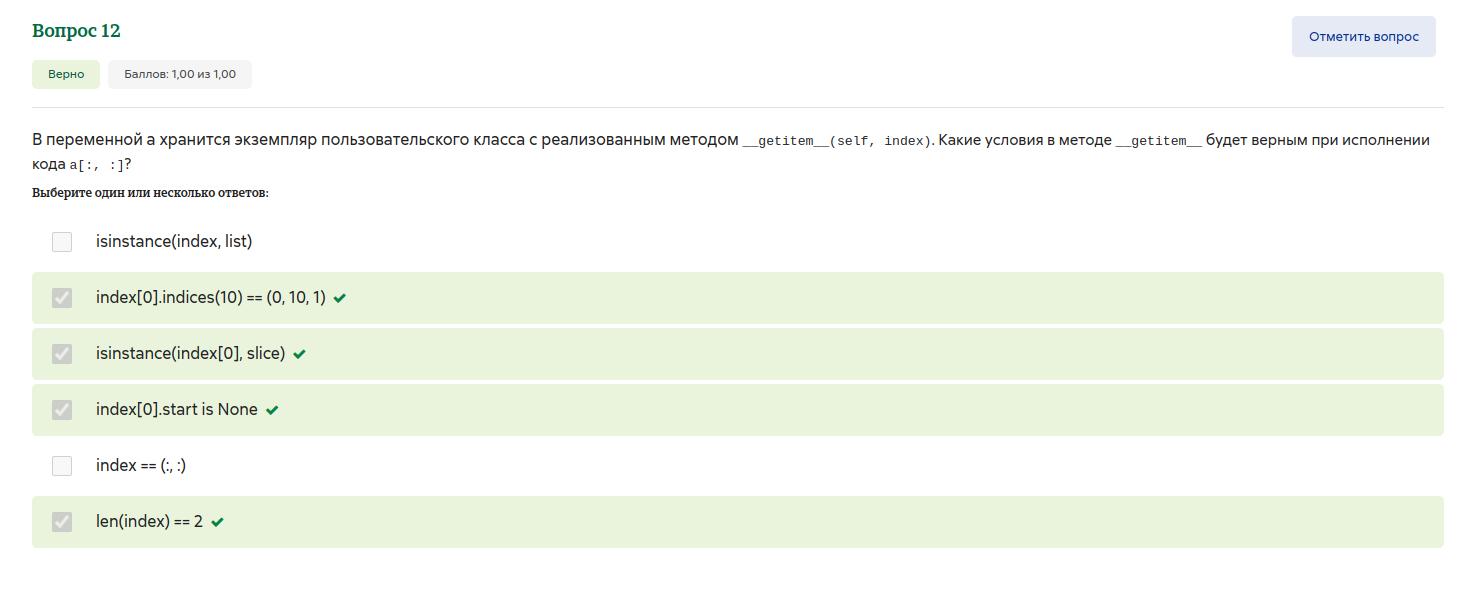 Вопрос 12
Отметить вопрос
Верно
Баллов: 1,00 из 1,00
В переменной a хранится экземпляр пользовательского класса с реализованным методом __getitem__(self, index). Какие условия в методе __getitem__ будет верным при исполнении
кода a[:, :]?
Выберите один или несколько ответов:
isinstance(index, list)
index[0].indices(10) == (0, 10, 1)
isinstance(index[0], slice)
index[0].start is None
index == (:, :)
len(index) == 2